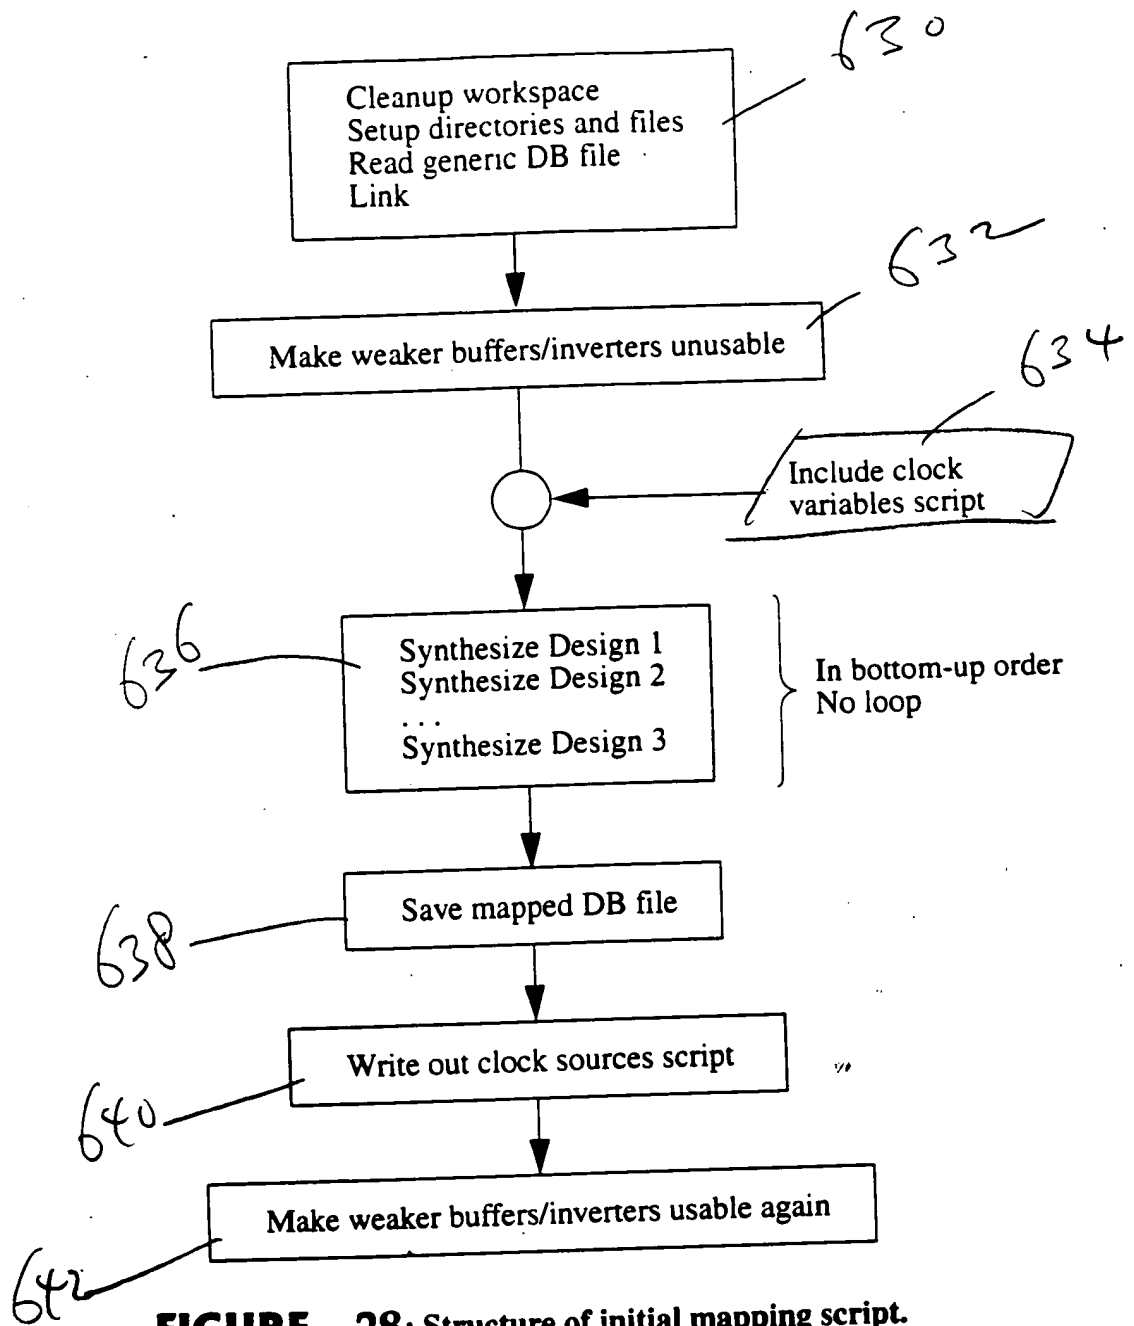 630
Cleanup workspace
Setup directories and files
Read generic DB file
Link
632
Make weaker buffers/inverters unusable
634
Include clock
variables script
636
Synthesize Design 1
Synthesize Design 2
. . .
Synthesize Design 3
In bottom-up order
No loop
638
Save mapped DB file
640
Write out clock sources script
642
Make weaker buffers/inverters usable again
FIGURE 28: Structure of initial mapping script.